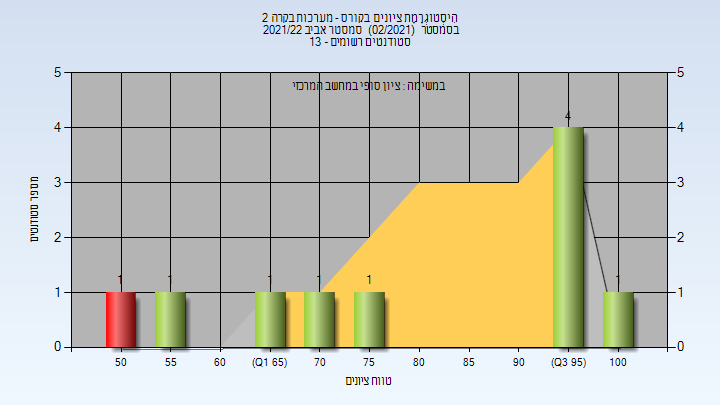 היסטוגרמת ציונים בקורס - מערכות בקרה 2
בסמסטר (02/2021) סמסטר אביב 2021/22
סטודנטים רשומים - 13
במשימה : ציון סופי במחשב המרכזי
5 5
4 4
3 3
2 2
1 1
0 0
מספר סטודנטים
1 1 1 1 1 4 1
50 55 60 (Q1 65) 70 75 80 85 90 (Q3 95) 100
טווח ציונים